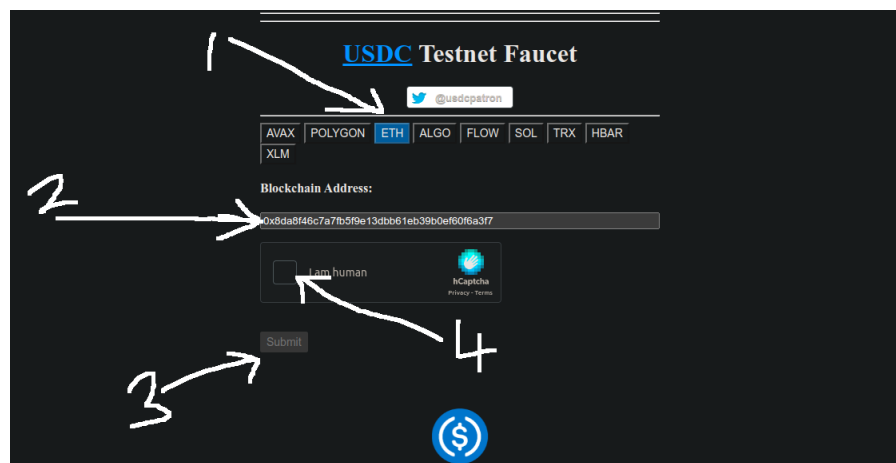 1
USDC Testnet Faucet
@usdcpatron
AVAX POLYGON ETH ALGO FLOW SOL TRX HBAR
XLM
2
Blockchain Address:
0x8da8f46c7a7fb5f9e13dbb61eb39b0ef60f6a3f7
I am human
hCaptcha
Privacy - Terms
4
Submit
3
$